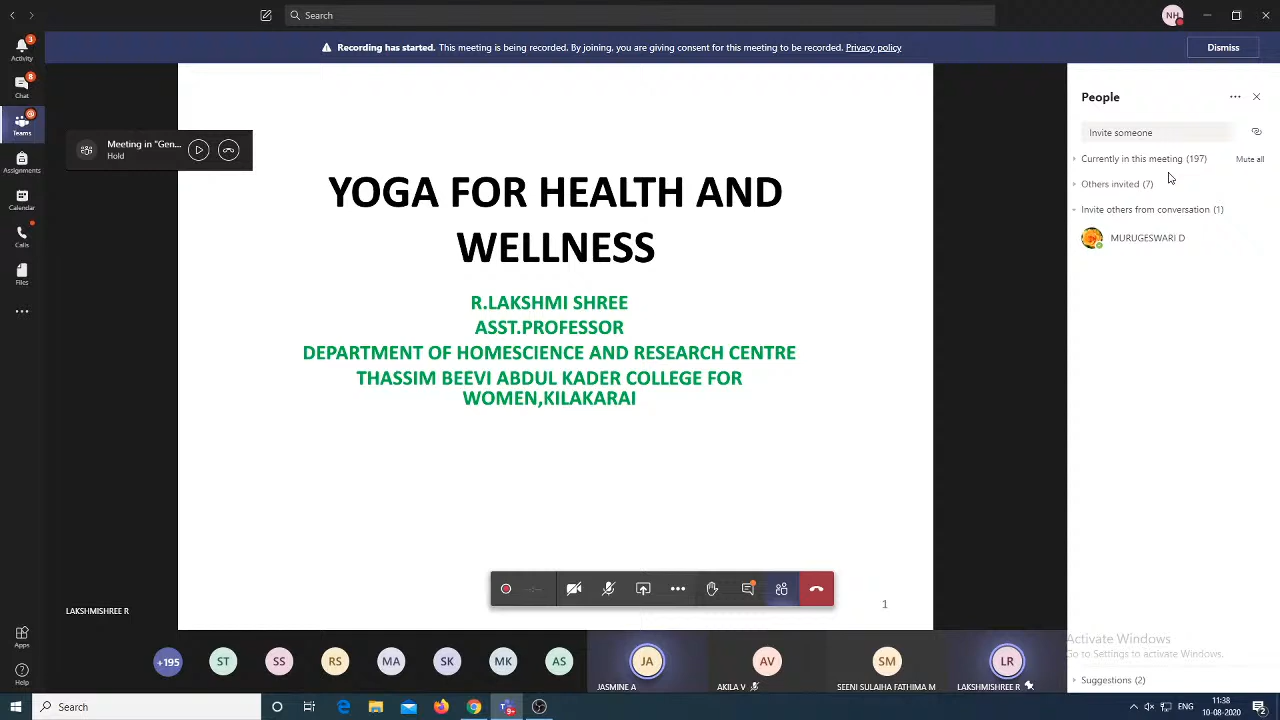 Search
NH
Recording has started. This meeting is being recorded. By joining, you are giving consent for this meeting to be recorded. Privacy policy
Dismiss
3
Activity
8
Chat
Teams
Assignments
Calendar
Calls
Files
Apps
Help
Meeting in "Gen...
Hold
YOGA FOR HEALTH AND
WELLNESS
R.LAKSHMI SHREE
ASST.PROFESSOR
DEPARTMENT OF HOMESCIENCE AND RESEARCH CENTRE
THASSIM BEEVI ABDUL KADER COLLEGE FOR
WOMEN,KILAKARAI
1
People
Invite someone
Currently in this meeting (197)
Mute all
Others invited (7)
Invite others from conversation (1)
MURUGESWARI D
LAKSHMISHREE R
+195
ST
SS
RS
MA
SK
MK
AS
JA
JASMINE A
AV
AKILA V
SM
SEENI SULAIHA FATHIMA M
LR
LAKSHMISHREE R
Activate Windows
Go to Settings to activate Windows.
Suggestions (2)
Search
9+
ENG
11:38
10-08-2020
2